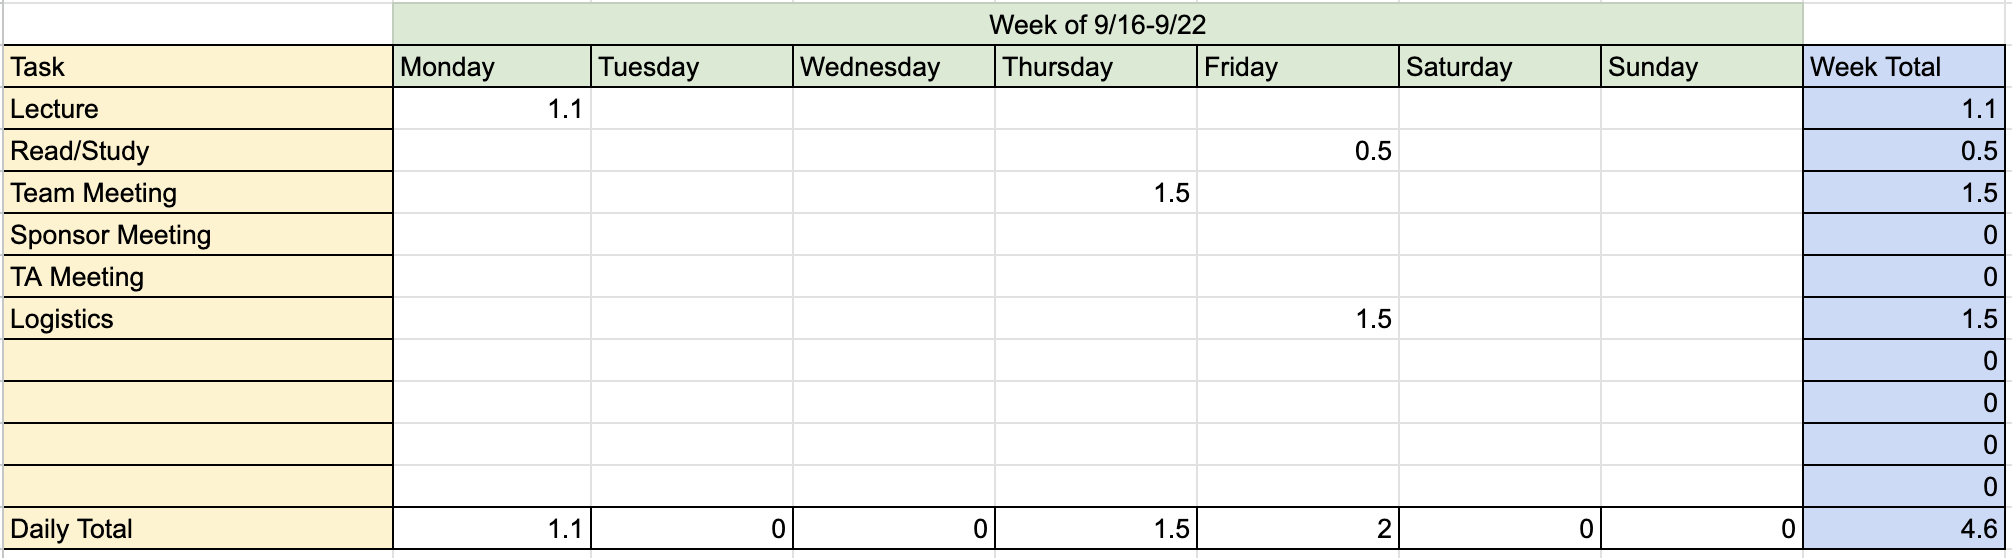 Week of 9/16-9/22
Task Monday Tuesday Wednesday Thursday Friday Saturday Sunday Week Total
Lecture 1.1 1.1
Read/Study 0.5 0.5
Team Meeting 1.5 1.5
Sponsor Meeting 0
TA Meeting 0
Logistics 1.5 1.5
0
0
0
0
Daily Total 1.1 0 0 1.5 2 0 0 4.6